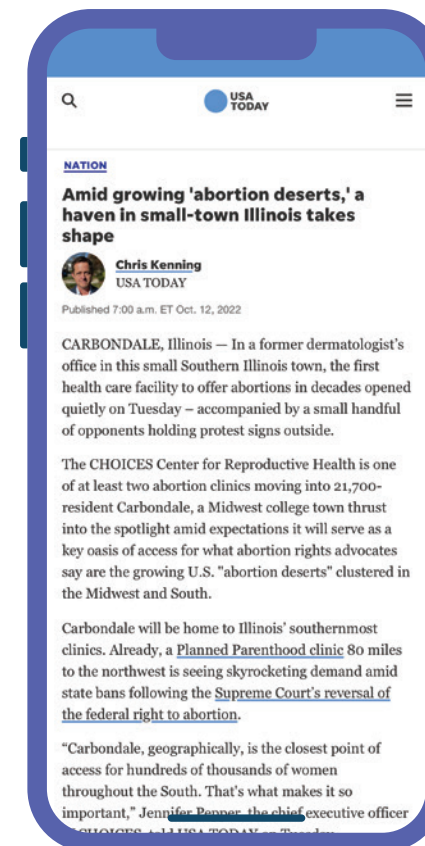 USA
TODAY
NATION
Amid growing 'abortion deserts,' a
haven in small-town Illinois takes
shape
Chris Kenning
USA TODAY
Published 7:00 a.m. ET Oct. 12, 2022
CARBONDALE, Illinois — In a former dermatologist's
office in this small Southern Illinois town, the first
health care facility to offer abortions in decades opened
quietly on Tuesday – accompanied by a small handful
of opponents holding protest signs outside.
The CHOICES Center for Reproductive Health is one
of at least two abortion clinics moving into 21,700-
resident Carbondale, a Midwest college town thrust
into the spotlight amid expectations it will serve as a
key oasis of access for what abortion rights advocates
say are the growing U.S. "abortion deserts" clustered in
the Midwest and South.
Carbondale will be home to Illinois' southernmost
clinics. Already, a Planned Parenthood clinic 80 miles
to the northwest is seeing skyrocketing demand amid
state bans following the Supreme Court's reversal of
the federal right to abortion.
“Carbondale, geographically, is the closest point of
access for hundreds of thousands of women
throughout the South. That's what makes it so
important,” Jennifer Pepper, the chief executive officer
CHOICES, told USA TODAY on Tuesday